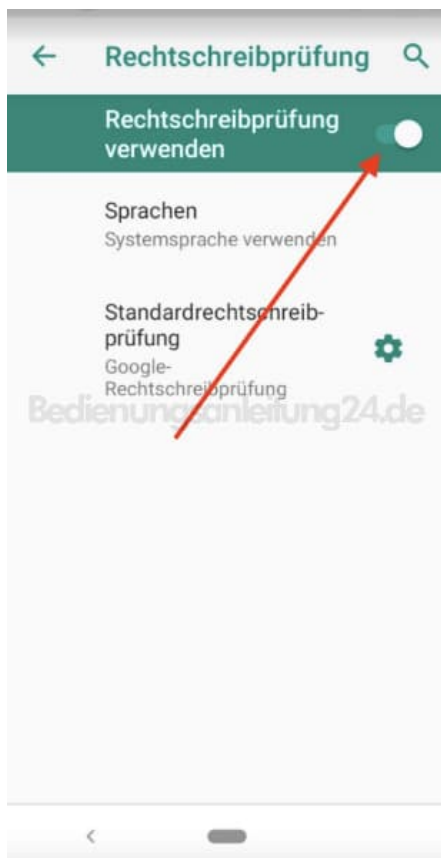 Rechtschreibprüfung
Rechtschreibprüfung
verwenden
Sprachen
Systemsprache verwenden
Standardrechtschreib-
prüfung
Google-
Rechtschreibprüfung
Bedienungsanleitung24.de